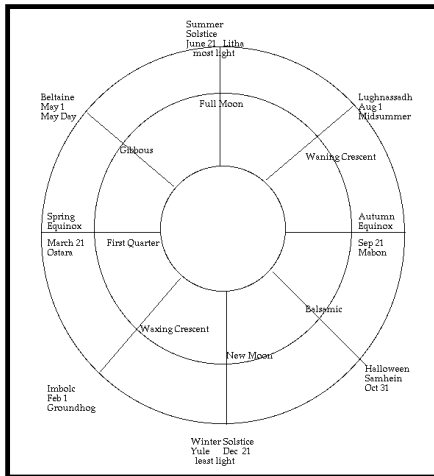 Summer
Solstice
June 21 Litha
most light
Beltaine
May 1
May Day
Lughnassadh
Aug 1
Midsummer
Full Moon
Gibbous
Waning Crescent
Spring
Equinox
March 21
Ostara
First Quarter
Autumn
Equinox
Sep 21
Mabon
Waxing Crescent
Balsamic
New Moon
Imbolc
Feb 1
Groundhog
Halloween
Samhein
Oct 31
Winter Solstice
Yule Dec 21
least light